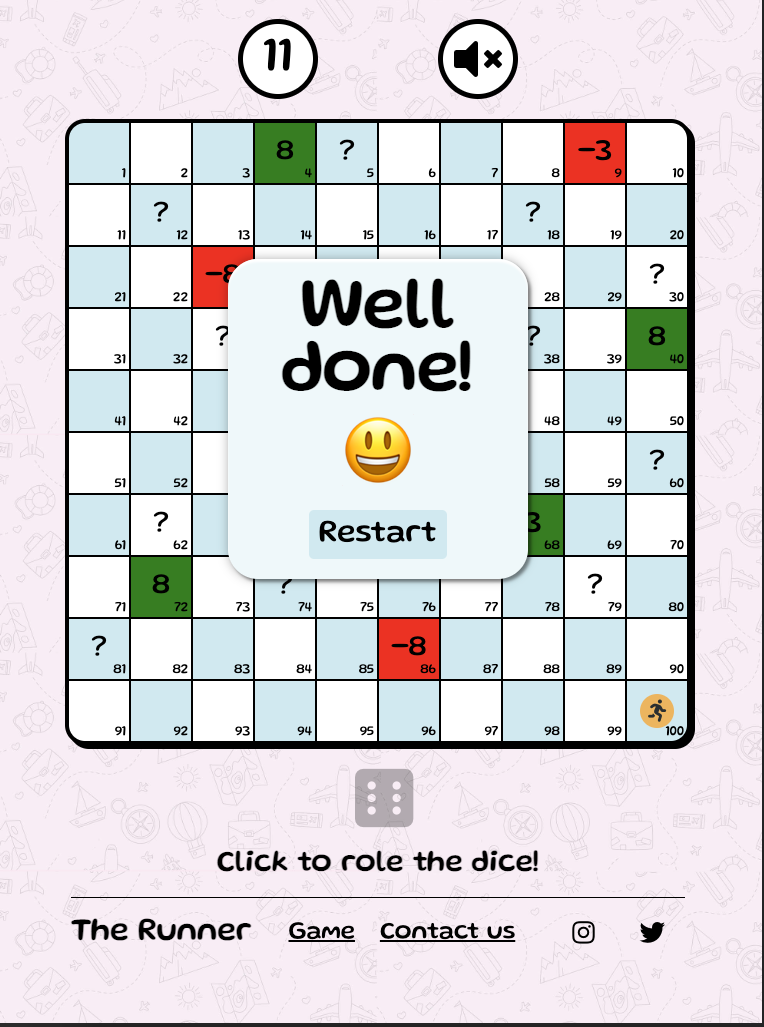 11
8 ? -3
1 2 3 4 5 6 7 8 9 10
? ?
11 12 13 14 15 16 17 18 19 20
-8 ?
21 22 28 29 30
? ? 8
31 32 38 39 40
41 42 48 49 50
?
51 52 58 59 60
? 3
61 62 68 69 70
8 ? ?
71 72 73 74 75 76 77 78 79 80
? -8
81 82 83 84 85 86 87 88 89 90
91 92 93 94 95 96 97 98 99 100
Well
done!
Restart
Click to role the dice!
The Runner Game Contact us